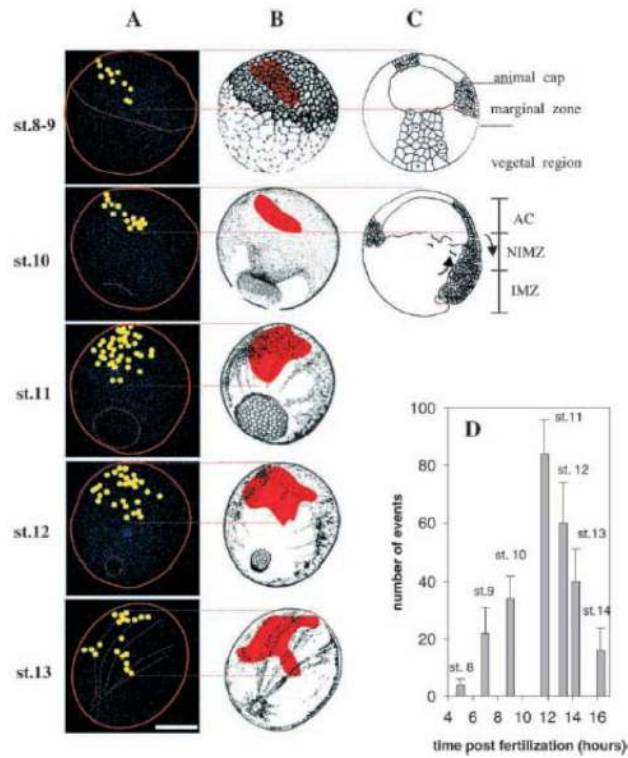 A B C
st.8-9
animal cap
marginal zone
vegetal region
st.10
AC
NIMZ
IMZ
st.11
st.12
st.13
D
number of events
100
80
60
40
20
0
st. 8
st.9
st. 10
st.11
st. 12
st.13
st.14
4 6 8 10 12 14 16
time post fertilization (hours)